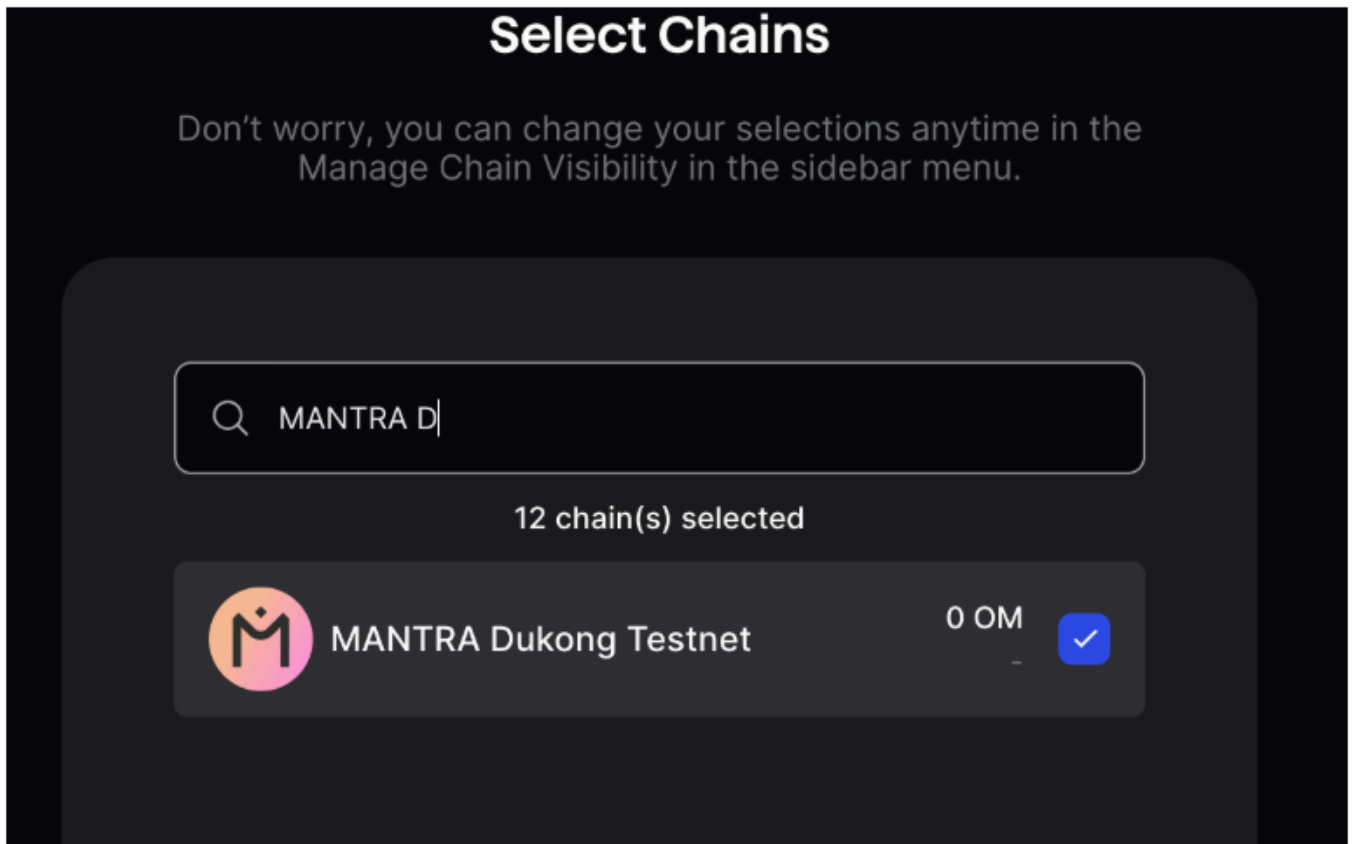 Select Chains
Don’t worry, you can change your selections anytime in the
Manage Chain Visibility in the sidebar menu.
MANTRA D
12 chain(s) selected
MANTRA Dukong Testnet
0 OM
-